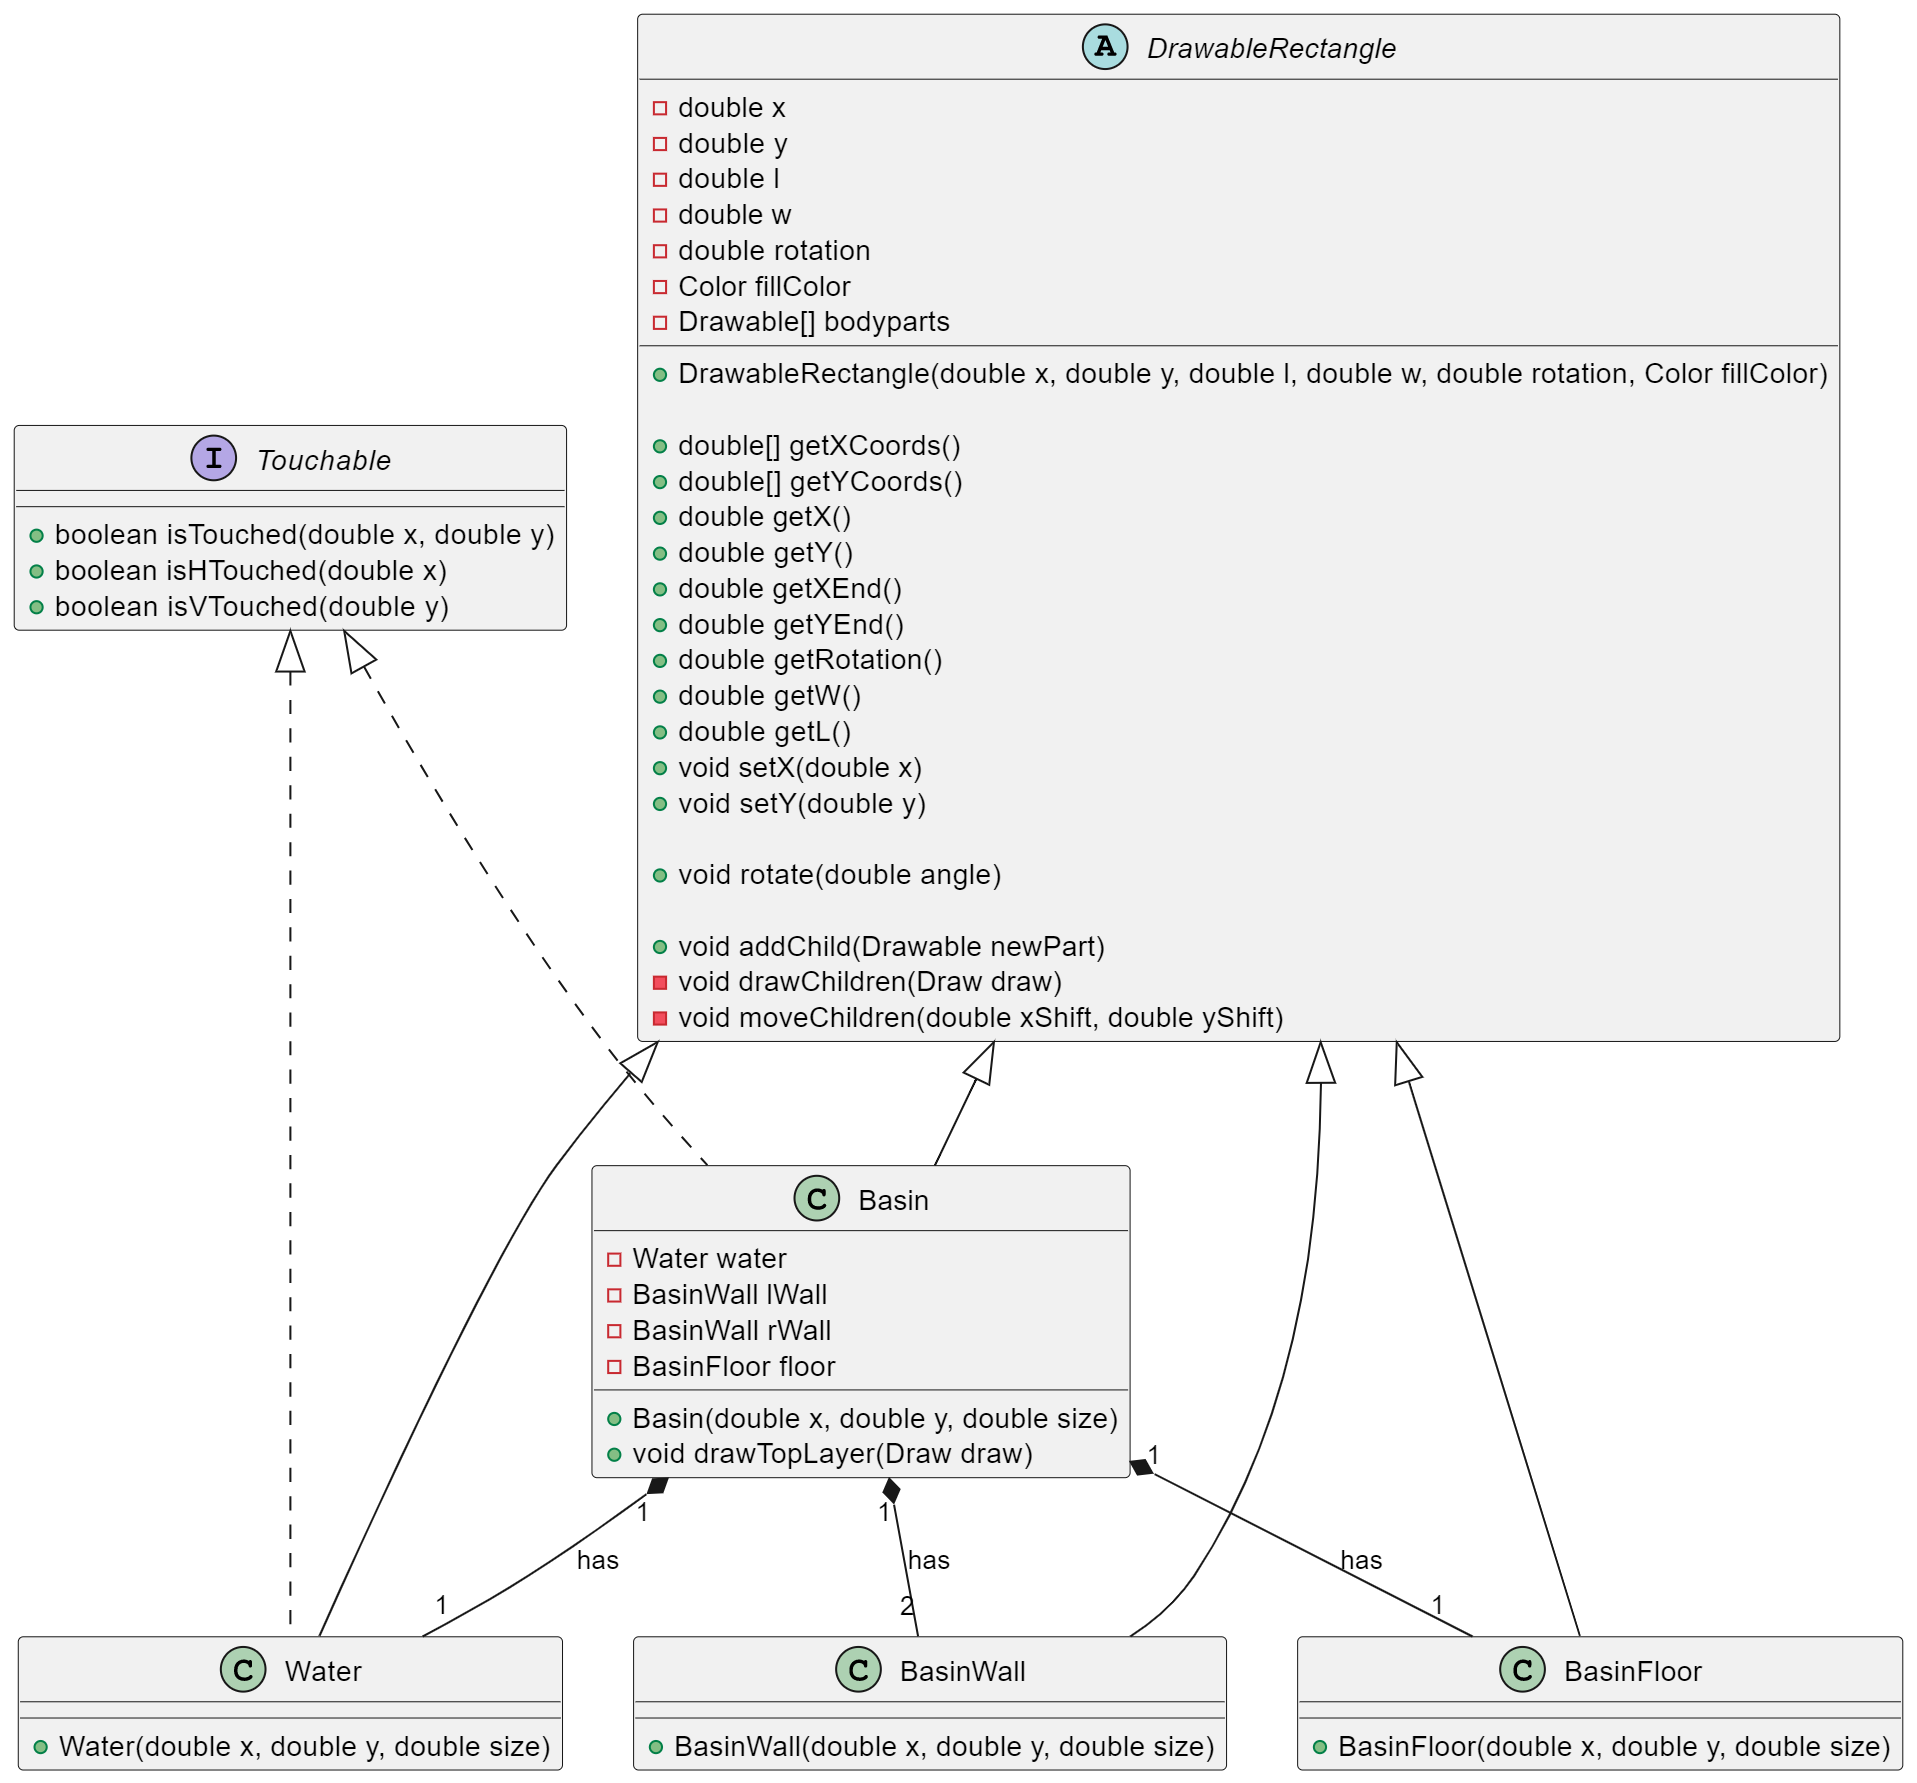 A DrawableRectangle
double x
double y
double l
double w
double rotation
Color fillColor
Drawable[] bodyparts
DrawableRectangle(double x, double y, double l, double w, double rotation, Color fillColor)
double[] getXCoords()
double[] getYCoords()
double getX()
double getY()
double getXEnd()
double getYEnd()
double getRotation()
double getW()
double getL()
void setX(double x)
void setY(double y)
void rotate(double angle)
void addChild(Drawable newPart)
void drawChildren(Draw draw)
void moveChildren(double xShift, double yShift)
I Touchable
boolean isTouched(double x, double y)
boolean isHTouched(double x)
boolean isVTouched(double y)
C Basin
Water water
BasinWall lWall
BasinWall rWall
BasinFloor floor
Basin(double x, double y, double size)
void drawTopLayer(Draw draw)
1
has
1
1
has
2
1
has
1
C Water
Water(double x, double y, double size)
C BasinWall
BasinWall(double x, double y, double size)
C BasinFloor
BasinFloor(double x, double y, double size)